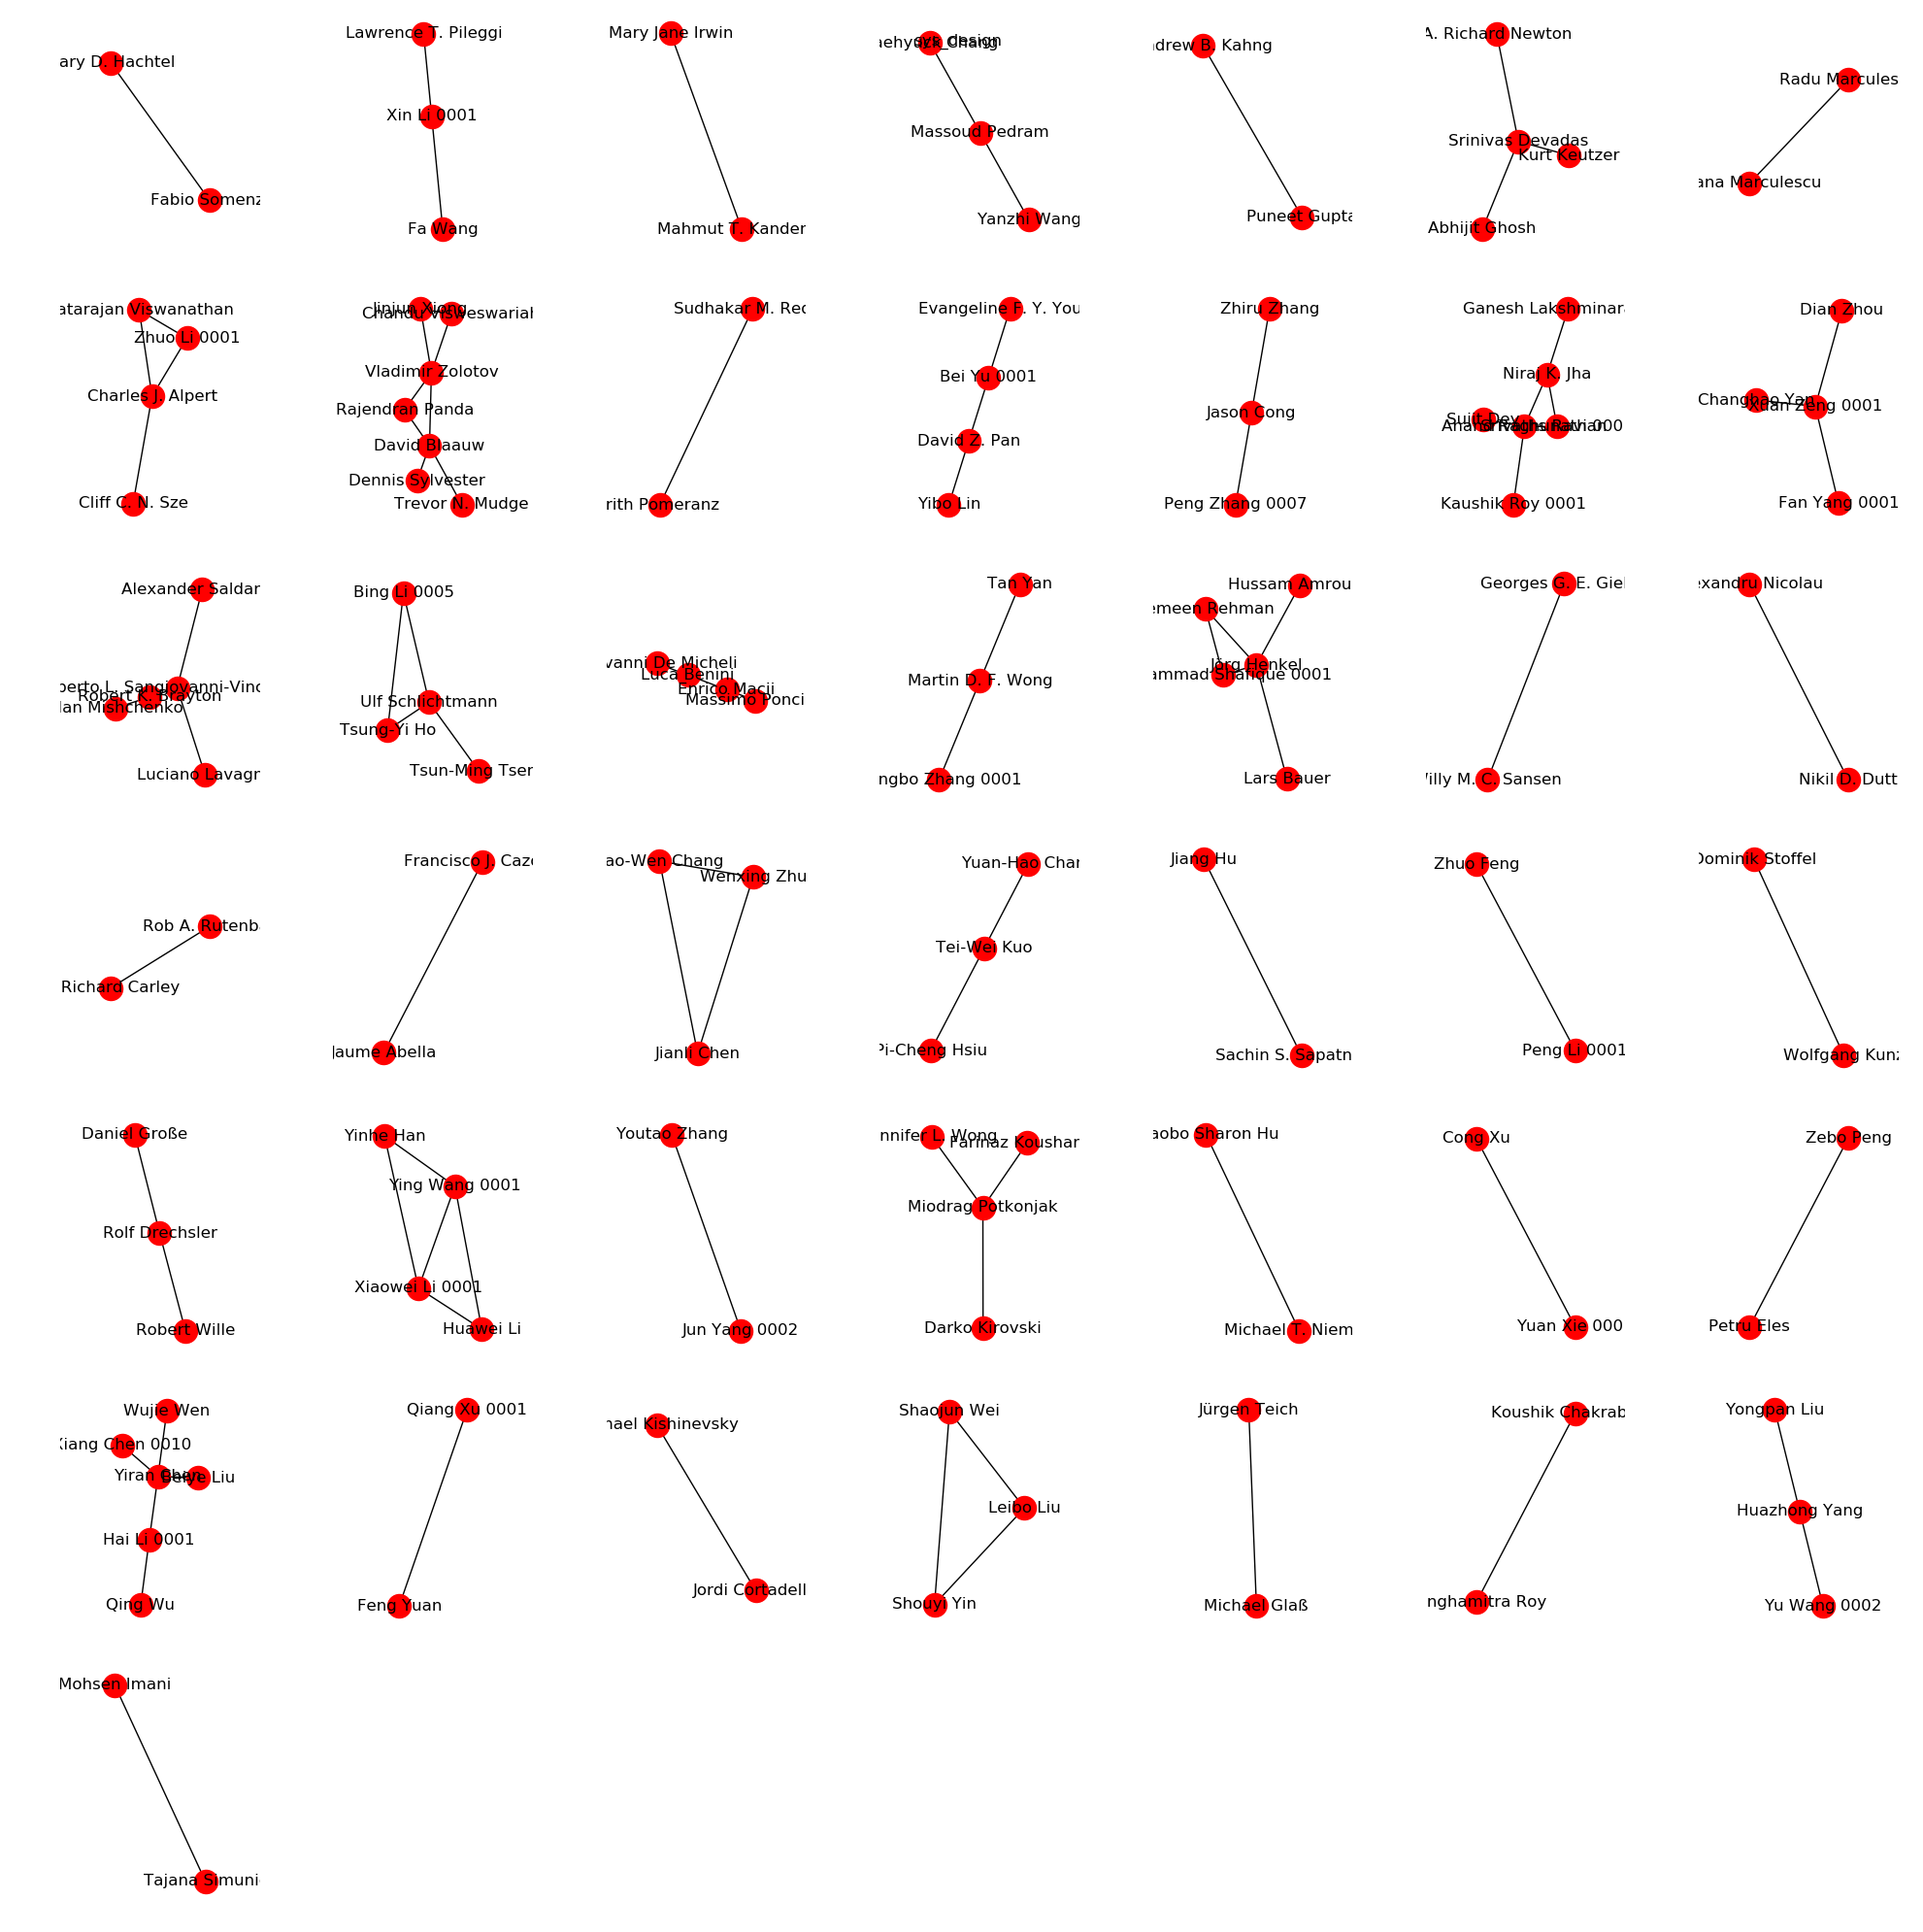 ary D. Hachtel
Fabio Somenz
Lawrence T. Pileggi
Xin Li 0001
Fa Wang
Mary Jane Irwin
Mahmut T. Kander
sys_design
aehyuck Chang
Massoud Pedram
Yanzhi Wang
ndrew B. Kahng
Puneet Gupta
A. Richard Newton
Srinivas Devadas
Kurt Keutzer
Abhijit Ghosh
Radu Marcules
ana Marculescu
atarajan Viswanathan
Zhuo Li 0001
Charles J. Alpert
Cliff C. N. Sze
Jinjun Xiong
Chandu Visweswariah
Vladimir Zolotov
Rajendran Panda
David Blaauw
Dennis Sylvester
Trevor N. Mudge
Sudhakar M. Red
rith Pomeranz
Evangeline F. Y. You
Bei Yu 0001
David Z. Pan
Yibo Lin
Zhiru Zhang
Jason Cong
Peng Zhang 0007
Ganesh Lakshminara
Niraj K. Jha
Sujit Dey
Anand Raghunathan
Srivaths Ravi 000
Kaushik Roy 0001
Dian Zhou
Changhao Yan
Xuan Zeng 0001
Fan Yang 0001
Alexander Saldan
berto L. Sangiovanni-Vinc
Robert K. Brayton
lan Mishchenko
Luciano Lavagn
Bing Li 0005
Ulf Schlichtmann
Tsung-Yi Ho
Tsun-Ming Tsen
vanni De Micheli
Luca Benini
Enrico Macii
Massimo Ponci
Tan Yan
Martin D. F. Wong
ngbo Zhang 0001
Hussam Amrou
emeen Rehman
Jörg Henkel
ammad Shafique 0001
Lars Bauer
Georges G. E. Giel
Willy M. C. Sansen
exandru Nicolau
Nikil D. Dutt
Rob A. Rutenba
Richard Carley
Francisco J. Cazo
Jaume Abella
ao-Wen Chang
Wenxing Zhu
Jianli Chen
Yuan-Hao Chan
Tei-Wei Kuo
Pi-Cheng Hsiu
Jiang Hu
Sachin S. Sapatn
Zhuo Feng
Peng Li 0001
Dominik Stoffel
Wolfgang Kunz
Daniel Große
Rolf Drechsler
Robert Wille
Yinhe Han
Ying Wang 0001
Xiaowei Li 0001
Huawei Li
Youtao Zhang
Jun Yang 0002
nnifer L. Wong
Farinaz Koushan
Miodrag Potkonjak
Darko Kirovski
aobo Sharon Hu
Michael T. Niem
Cong Xu
Yuan Xie 000
Zebo Peng
Petru Eles
Wujie Wen
Xiang Chen 0010
Yiran Chen
Beiye Liu
Hai Li 0001
Qing Wu
Qiang Xu 0001
Feng Yuan
hael Kishinevsky
Jordi Cortadell
Shaojun Wei
Leibo Liu
Shouyi Yin
Jürgen Teich
Michael Glaß
Koushik Chakrab
nghamitra Roy
Yongpan Liu
Huazhong Yang
Yu Wang 0002
Mohsen Imani
Tajana Simuni